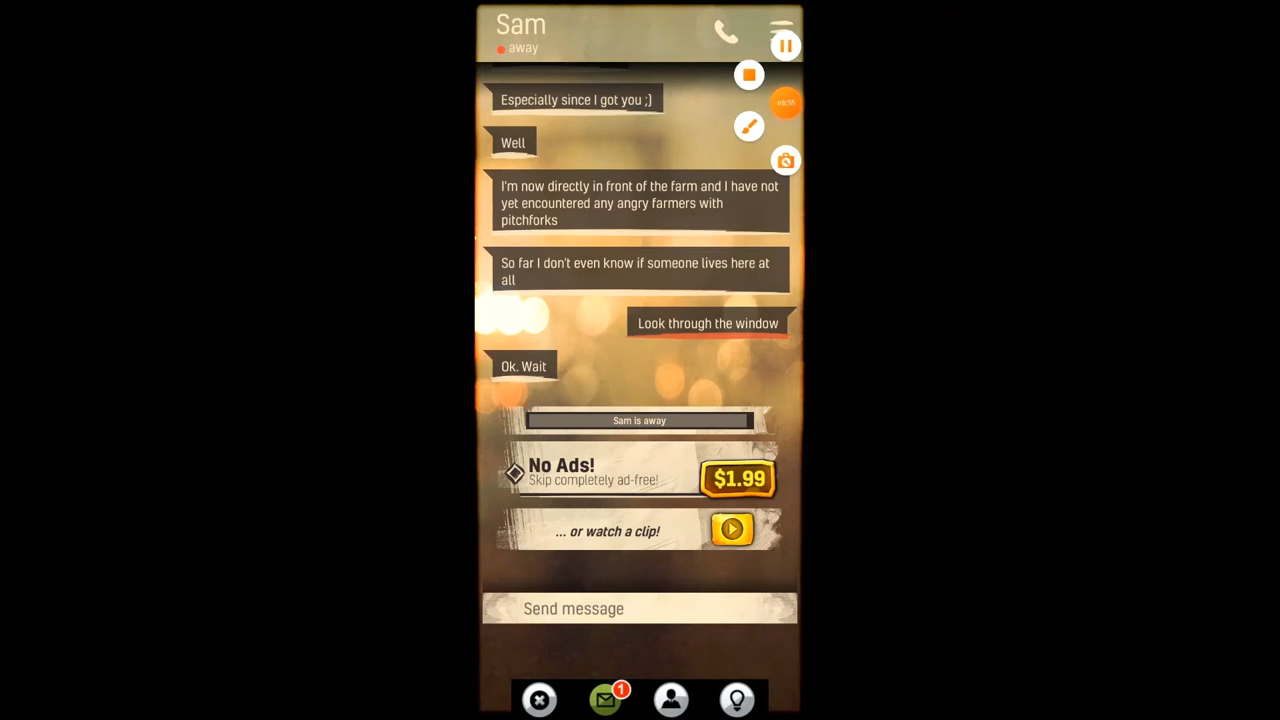 Sam
away
Especially since I got you ;)
Well
I'm now directly in front of the farm and I have not
yet encountered any angry farmers with
pitchforks
So far I don't even know if someone lives here at
all
Look through the window
Ok. Wait
Sam is away
No Ads!
Skip completely ad-free!
$1.99
... or watch a clip!
Send message
1